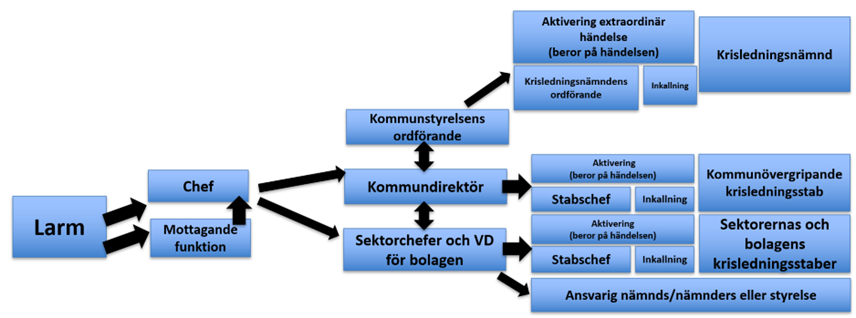 Larm
Chef
Mottagande
funktion
Kommunstyrelsens
ordförande
Kommundirektör
Sektorchefer och VD
för bolagen
Aktivering extraordinär
händelse
(beror på händelsen)
Krisledningsnämndens
ordförande
Inkallning
Krisledningsnämnd
Aktivering
(beror på händelsen)
Stabschef
Inkallning
Kommunövergripande
krisledningsstab
Aktivering
(beror på händelsen)
Stabschef
Inkallning
Sektorernas och
bolagens
krisledningsstaber
Ansvarig nämnds/nämnders eller styrelse